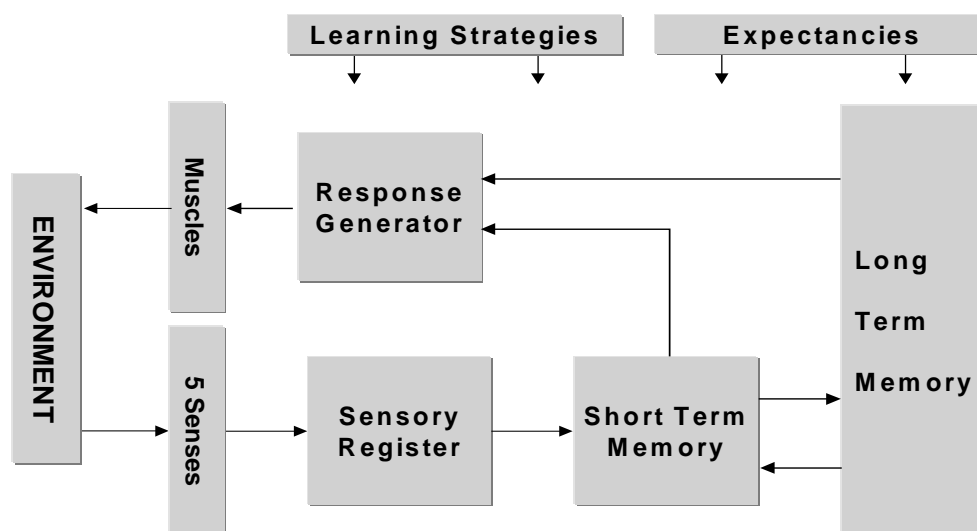 Learning Strategies
Expectancies
Muscles
Response
Generator
ENVIRONMENT
Long
Term
Memory
5 Senses
Sensory
Register
Short Term
Memory